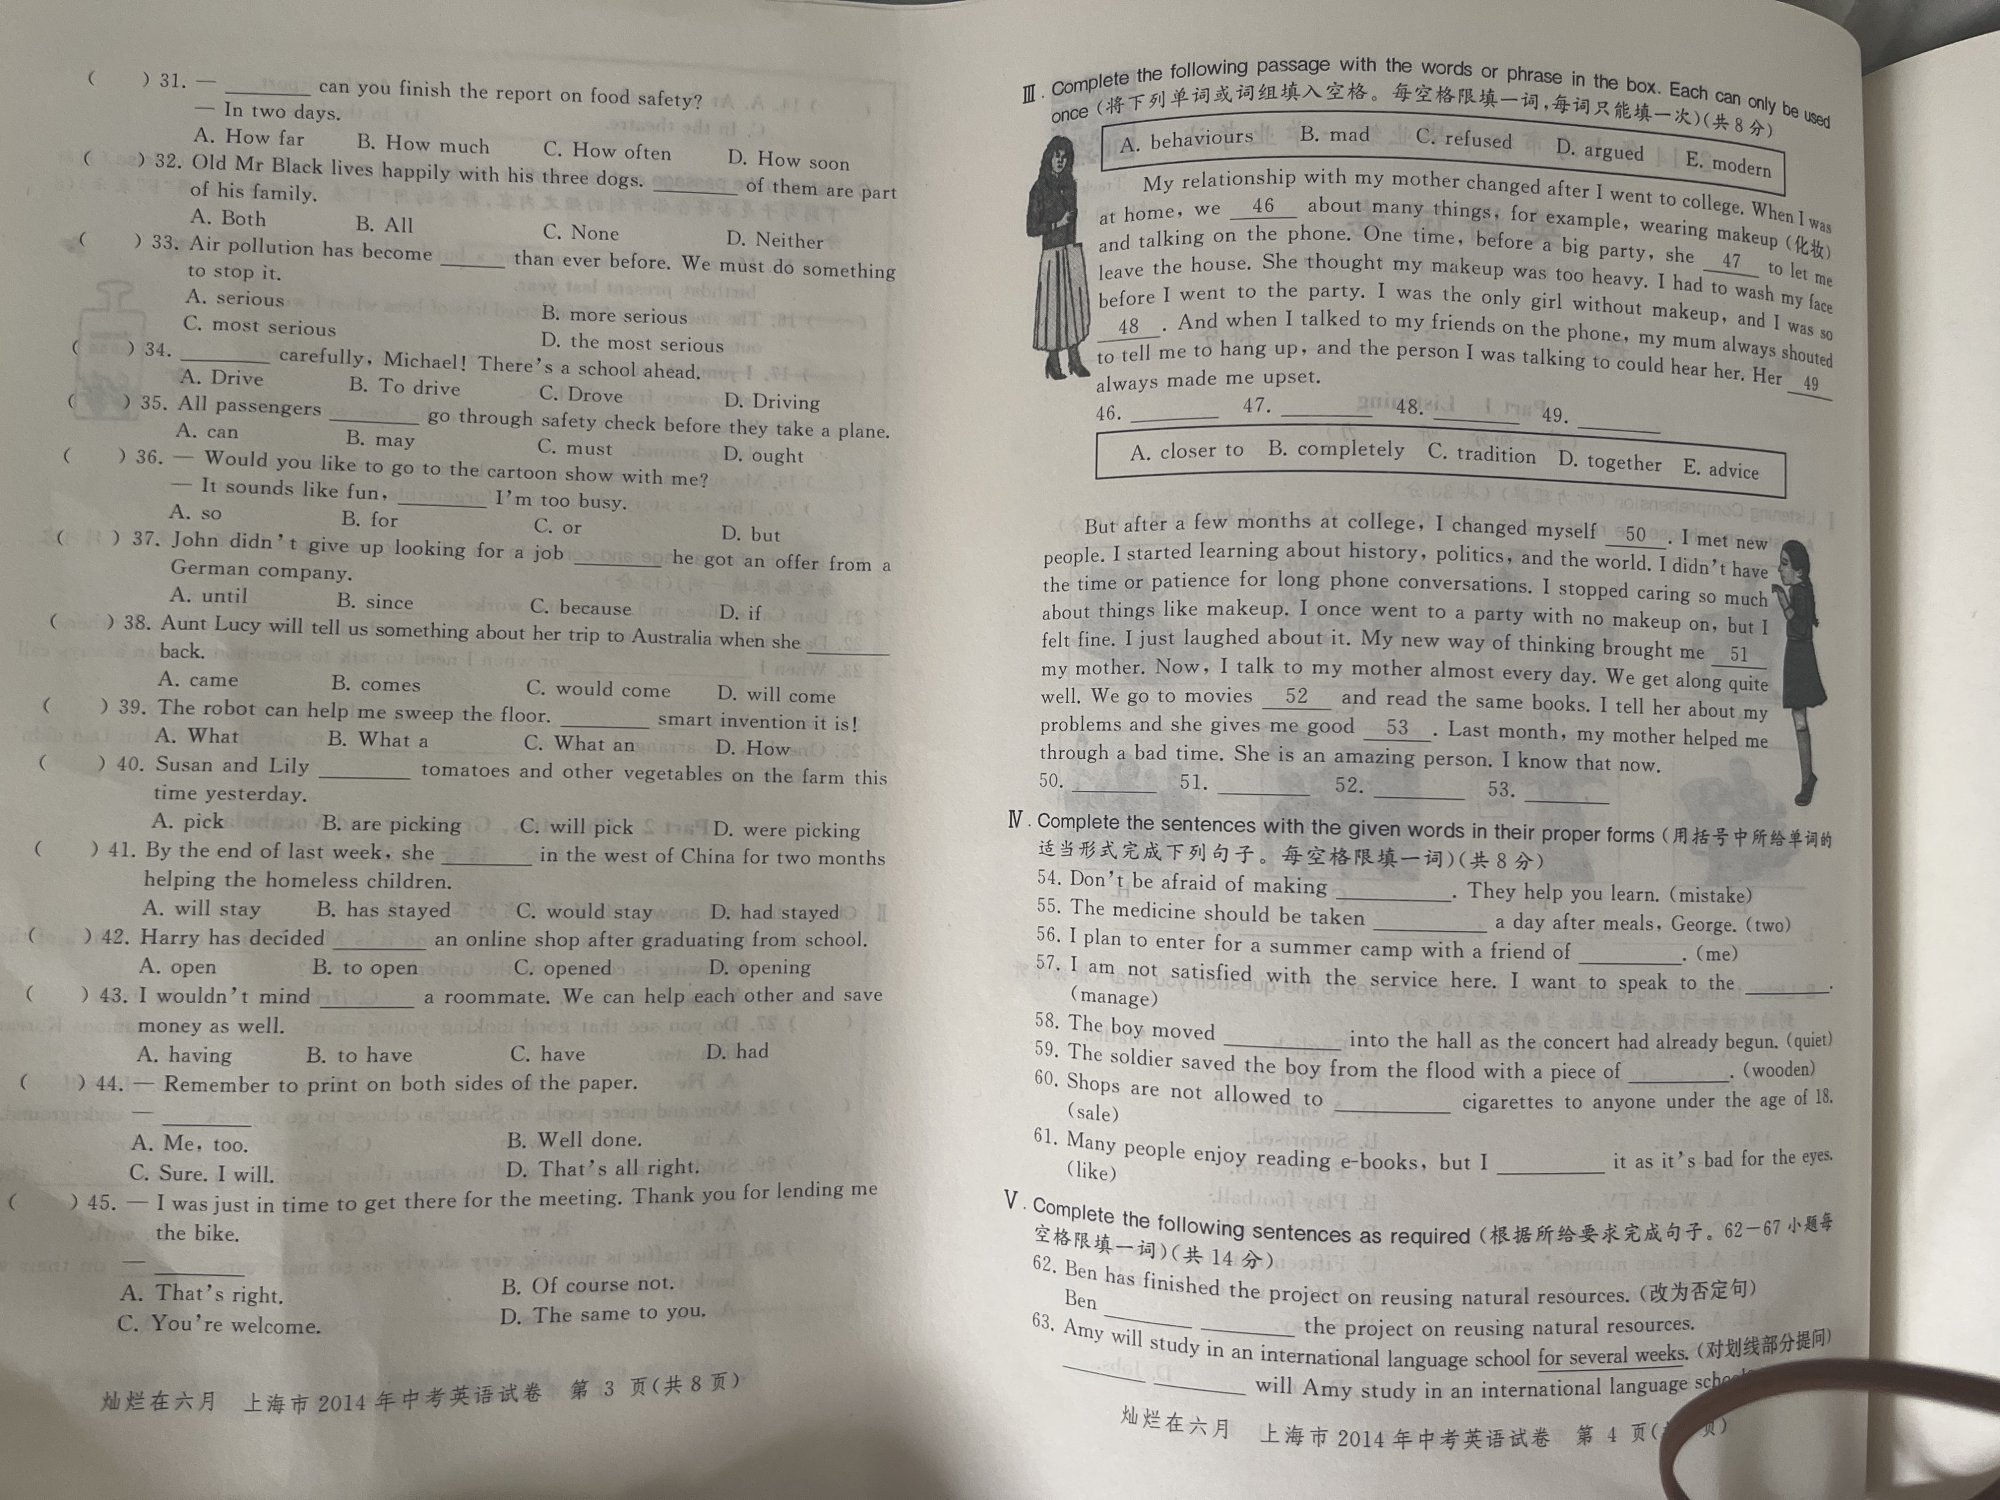 ( ) 31. — ________ can you finish the report on food safety?
— In two days.
A. How far B. How much C. How often D. How soon
( ) 32. Old Mr Black lives happily with his three dogs. ________ of them are part
of his family.
A. Both B. All C. None D. Neither
( ) 33. Air pollution has become ______ than ever before. We must do something
to stop it.
A. serious B. more serious
C. most serious D. the most serious
( ) 34. ________ carefully, Michael! There's a school ahead.
A. Drive B. To drive C. Drove D. Driving
( ) 35. All passengers ________ go through safety check before they take a plane.
A. can B. may C. must D. ought
( ) 36. — Would you like to go to the cartoon show with me?
— It sounds like fun, ________ I'm too busy.
A. so B. for C. or D. but
( ) 37. John didn't give up looking for a job ________ he got an offer from a
German company.
A. until B. since C. because D. if
( ) 38. Aunt Lucy will tell us something about her trip to Australia when she ________
back.
A. came B. comes C. would come D. will come
( ) 39. The robot can help me sweep the floor. ________ smart invention it is!
A. What B. What a C. What an D. How
( ) 40. Susan and Lily ________ tomatoes and other vegetables on the farm this
time yesterday.
A. pick B. are picking C. will pick D. were picking
( ) 41. By the end of last week, she ________ in the west of China for two months
helping the homeless children.
A. will stay B. has stayed C. would stay D. had stayed
( ) 42. Harry has decided ________ an online shop after graduating from school.
A. open B. to open C. opened D. opening
( ) 43. I wouldn't mind ________ a roommate. We can help each other and save
money as well.
A. having B. to have C. have D. had
( ) 44. — Remember to print on both sides of the paper.
— ________
A. Me, too. B. Well done.
C. Sure. I will. D. That's all right.
( ) 45. — I was just in time to get there for the meeting. Thank you for lending me
the bike.
— ________
A. That's right. B. Of course not.
C. You're welcome. D. The same to you.
灿烂在六月 上海市2014年中考英语试卷 第 3 页(共8页)
Ⅲ. Complete the following passage with the words or phrase in the box. Each can only be used
once (将下列单词或词组填入空格。每空格限填一词,每词只能填一次)(共8分)
A. behaviours B. mad C. refused D. argued E. modern
My relationship with my mother changed after I went to college. When I was
at home, we 46 about many things, for example, wearing makeup (化妆)
and talking on the phone. One time, before a big party, she 47 to let me
leave the house. She thought my makeup was too heavy. I had to wash my face
before I went to the party. I was the only girl without makeup, and I was so
48 . And when I talked to my friends on the phone, my mum always shouted
to tell me to hang up, and the person I was talking to could hear her. Her 49
always made me upset.
46. ________ 47. ________ 48. ________ 49. ________
A. closer to B. completely C. tradition D. together E. advice
But after a few months at college, I changed myself 50 . I met new
people. I started learning about history, politics, and the world. I didn't have
the time or patience for long phone conversations. I stopped caring so much
about things like makeup. I once went to a party with no makeup on, but I
felt fine. I just laughed about it. My new way of thinking brought me 51
my mother. Now, I talk to my mother almost every day. We get along quite
well. We go to movies 52 and read the same books. I tell her about my
problems and she gives me good 53 . Last month, my mother helped me
through a bad time. She is an amazing person. I know that now.
50. ________ 51. ________ 52. ________ 53. ________
Ⅳ. Complete the sentences with the given words in their proper forms (用括号中所给单词的
适当形式完成下列句子。每空格限填一词)(共8分)
54. Don't be afraid of making __________. They help you learn. (mistake)
55. The medicine should be taken __________ a day after meals, George. (two)
56. I plan to enter for a summer camp with a friend of __________. (me)
57. I am not satisfied with the service here. I want to speak to the ________.
(manage)
58. The boy moved __________ into the hall as the concert had already begun. (quiet)
59. The soldier saved the boy from the flood with a piece of __________. (wooden)
60. Shops are not allowed to __________ cigarettes to anyone under the age of 18.
(sale)
61. Many people enjoy reading e-books, but I __________ it as it's bad for the eyes.
(like)
Ⅴ. Complete the following sentences as required (根据所给要求完成句子。62-67小题每
空格限填一词)(共14分)
62. Ben has finished the project on reusing natural resources. (改为否定句)
Ben ________ ________ the project on reusing natural resources.
63. Amy will study in an international language school for several weeks. (对划线部分提问)
________ ________ will Amy study in an international language
灿烂在六月 上海市2014年中考英语试卷 第 4 页( 页)